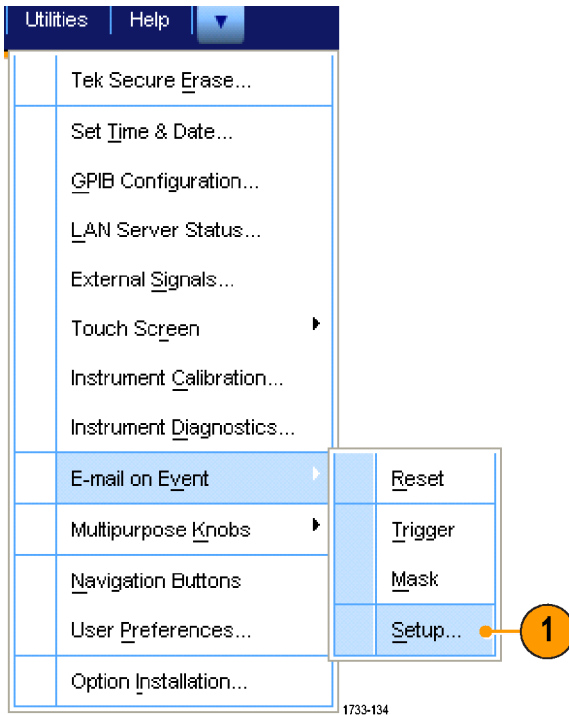 Utilities Help
Tek Secure Erase...
Set Time & Date...
GPIB Configuration...
LAN Server Status...
External Signals...
Touch Screen
Instrument Calibration...
Instrument Diagnostics...
E-mail on Event
Reset
Multipurpose Knobs
Trigger
Navigation Buttons
Mask
User Preferences...
Setup...
1
Option Installation...
1733-134